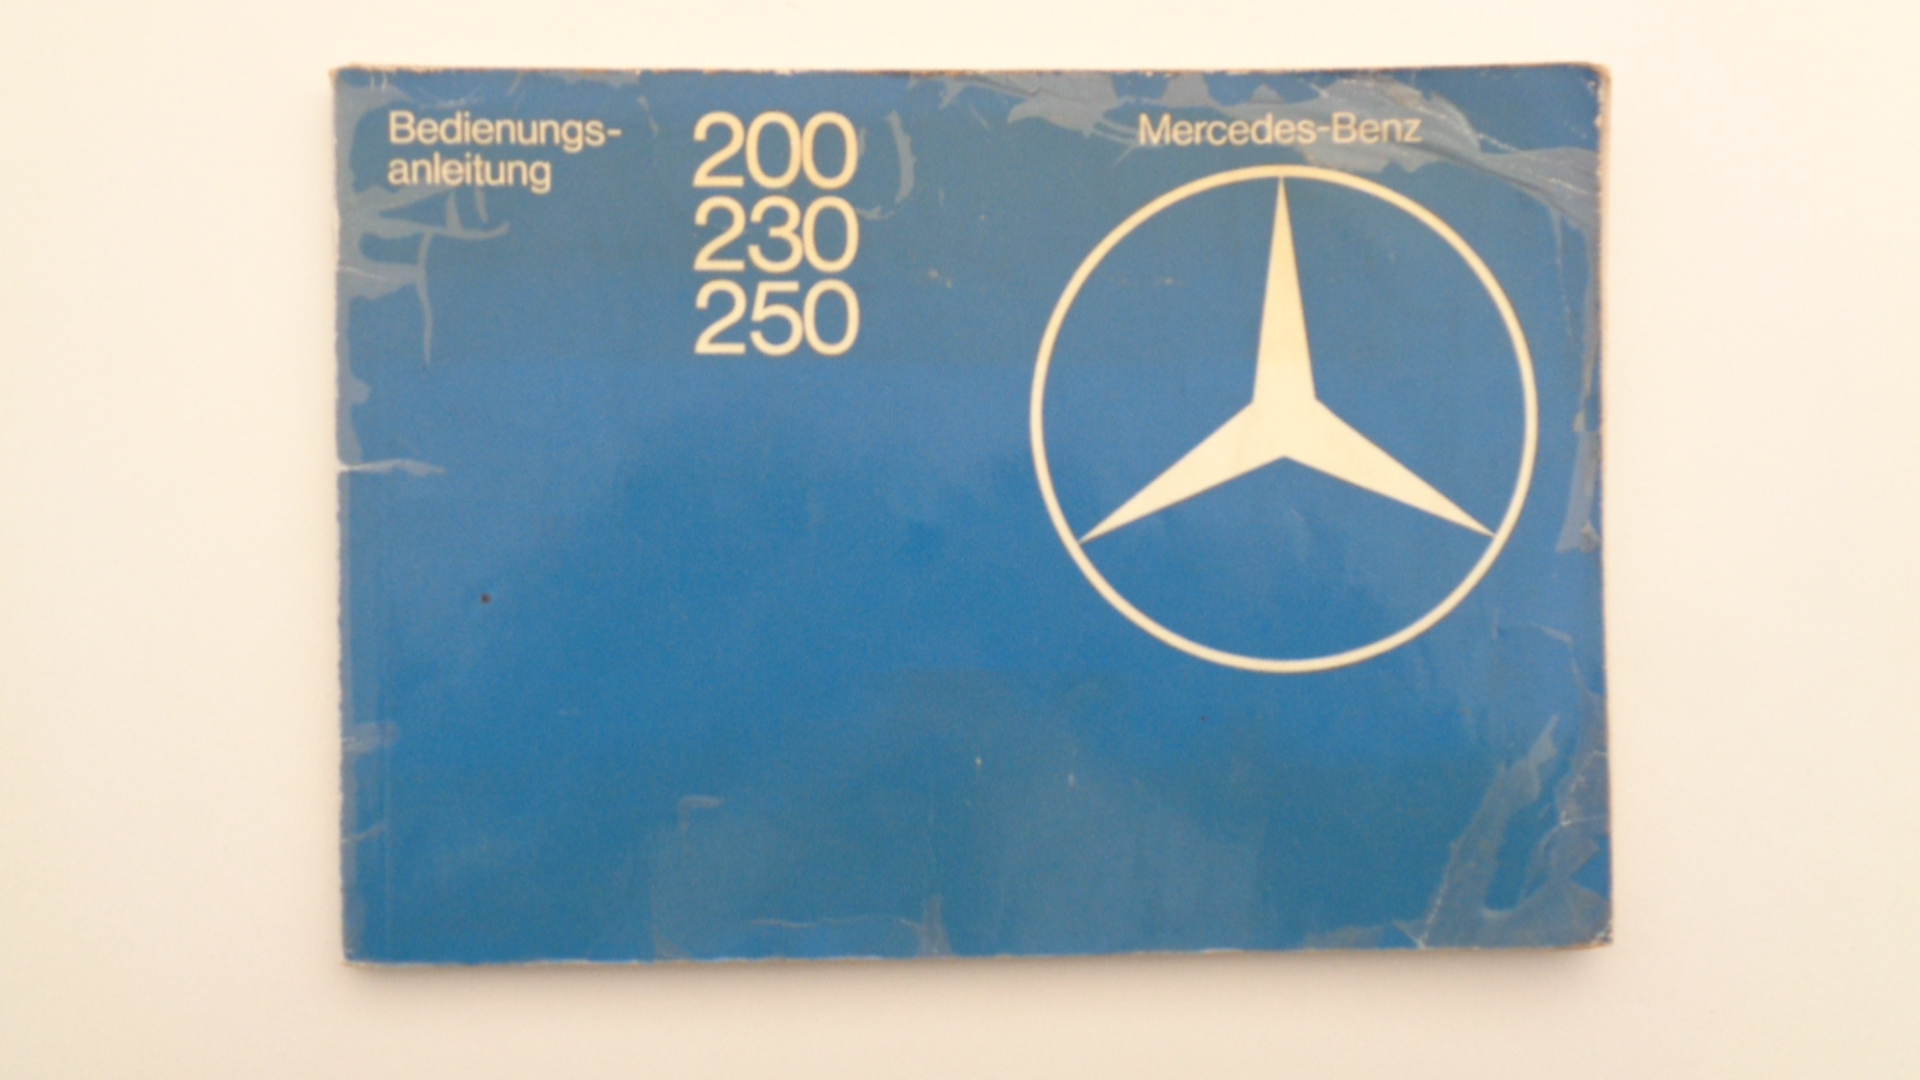 Bedienungs-
anleitung
200
230
250
Mercedes-Benz